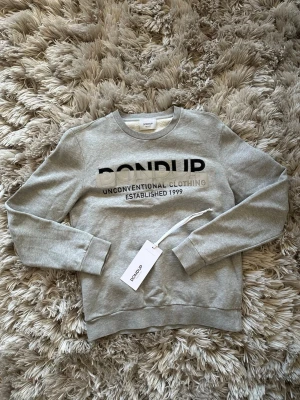 DONDUP
UNCONVENTIONAL CLOTHING
ESTABLISHED 1999
DONDUP